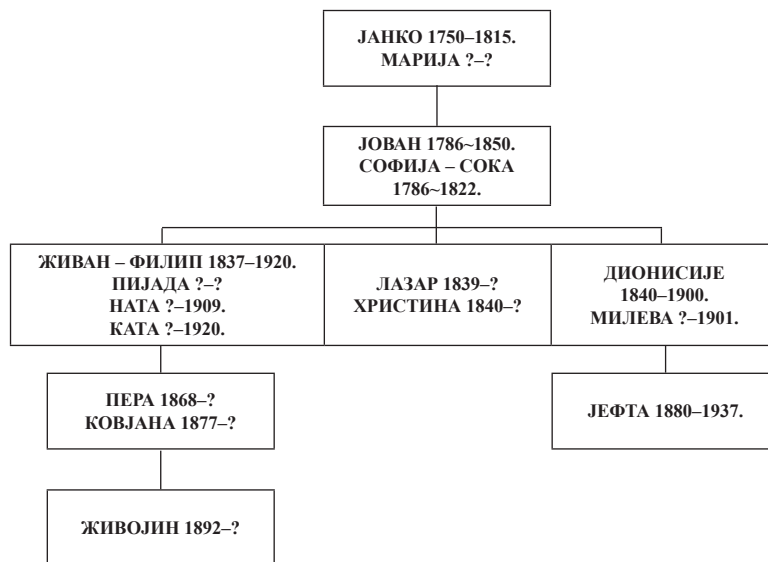 ЈАНКО 1750–1815.
МАРИЈА ?–?
ЈОВАН 1786~1850.
СОФИЈА – СОКА
1786~1822.
ЖИВАН – ФИЛИП 1837–1920.
ПИЈАДА ?–?
НАТА ?–1909.
КАТА ?–1920.
ЛАЗАР 1839–?
ХРИСТИНА 1840–?
ДИОНИСИЈЕ
1840–1900.
МИЛЕВА ?–1901.
ПЕРА 1868–?
КОВЈАНА 1877–?
ЈЕФТА 1880–1937.
ЖИВОЈИН 1892–?